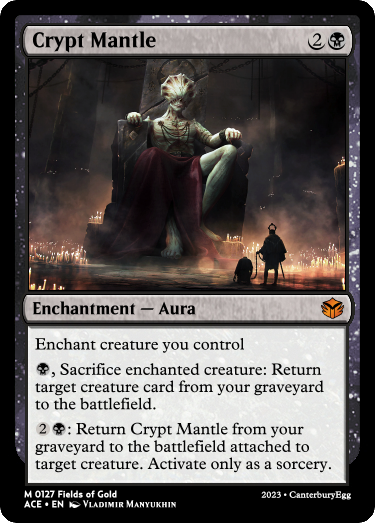 Crypt Mantle 2
Enchantment — Aura
Enchant creature you control
, Sacrifice enchanted creature: Return
target creature card from your graveyard
to the battlefield.
2 : Return Crypt Mantle from your
graveyard to the battlefield attached to
target creature. Activate only as a sorcery.
M 0127 Fields of Gold
ACE • EN Vladimir Manyukhin
2023 • CanterburyEgg